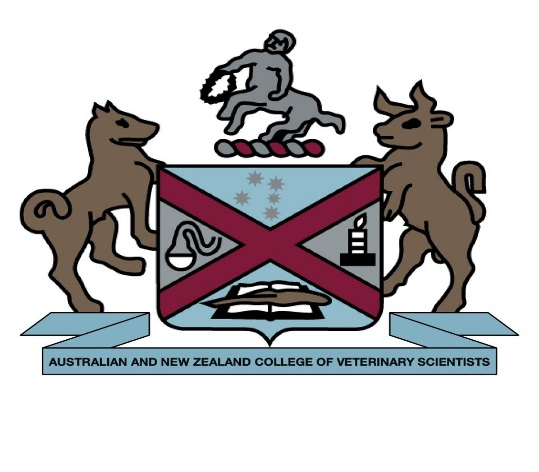 AUSTRALIAN AND NEW ZEALAND COLLEGE OF VETERINARY SCIENTISTS